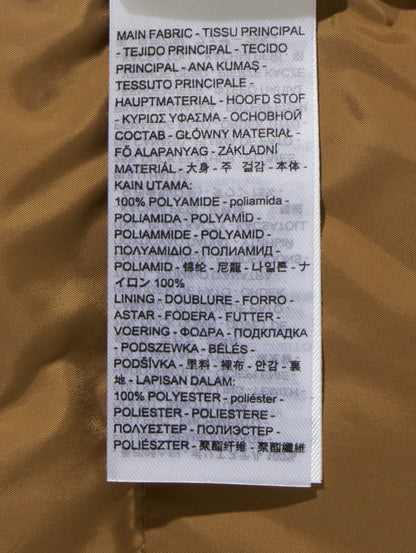 MAIN FABRIC - TISSU PRINCIPAL
- TEJIDO PRINCIPAL - TECIDO
PRINCIPAL - ANA KUMAŞ -
TESSUTO PRINCIPALE -
HAUPTMATERIAL - HOOFD STOF
- ΚΥΡΙΩΣ ΥΦΑΣΜΑ - ОСНОВНОЙ
СОСТАВ - GŁÓWNY MATERIAŁ -
FŐ ALAPANYAG - ZÁKLADNÍ
MATERIÁL - 大身 - 주 겉감 - 本体 -
KAIN UTAMA:
100% POLYAMIDE - poliamida -
POLIAMIDA - POLYAMİD -
POLIAMMIDE - POLYAMID -
ΠΟΛΥΑΜΙΔΙΟ - ПОЛИАМИД -
POLIAMID - 锦纶 - 尼龍 - 나일론 - ナ
イロン 100%
LINING - DOUBLURE - FORRO -
ASTAR - FODERA - FUTTER -
VOERING - ΦΟΔΡΑ - ПОДКЛАДКА
- PODSZEWKA - BÉLÉS -
PODŠÍVKA - 里料 - 裡布 - 안감 - 裏
地 - LAPISAN DALAM:
100% POLYESTER - poliéster -
POLIESTER - POLIESTERE -
ΠΟΛΥΕΣΤΕΡ - ПОЛИЭСТЕР -
POLIÉSZTER - 聚酯纤维 - 聚酯纖維